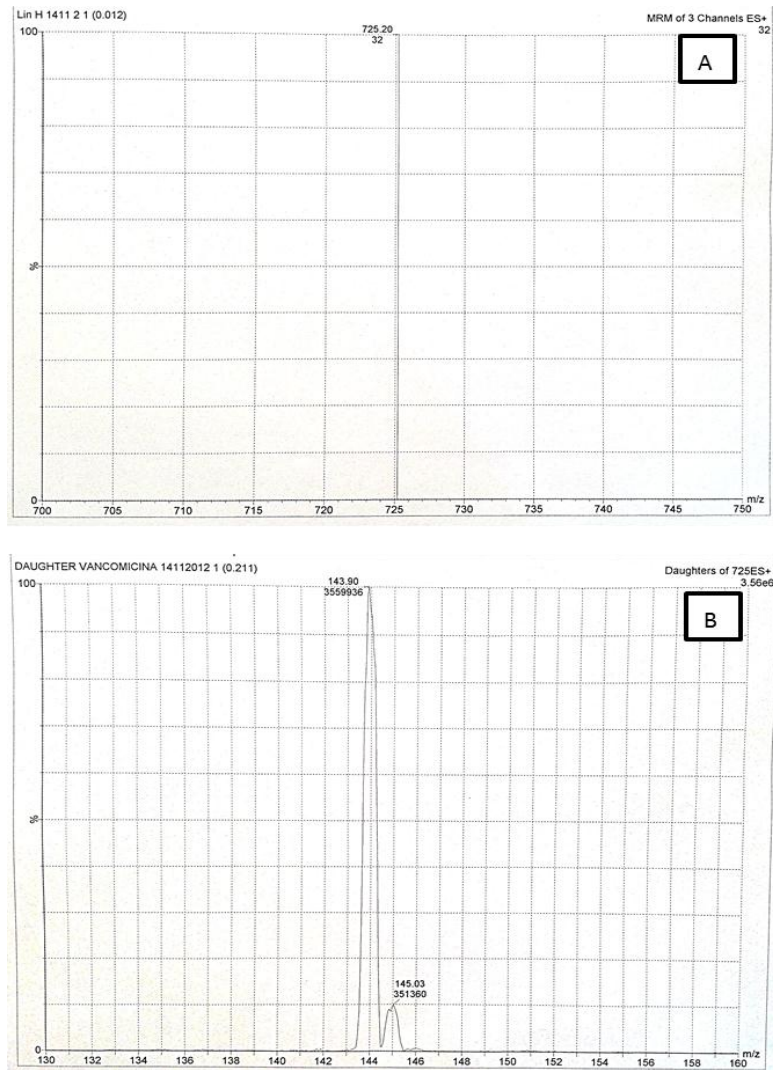 Lin H 1411 2 1 (0.012)
MRM of 3 Channels ES+
100
725.20
32
32
A
%
0
700 705 710 715 720 725 730 735 740 745 750
m/z
DAUGHTER VANCOMICINA 14112012 1 (0.211)
Daughters of 725ES+
100
143.90
3559936
3.56e6
B
%
145.03
351360
0
130 132 134 136 138 140 142 144 146 148 150 152 154 156 158 160
m/z